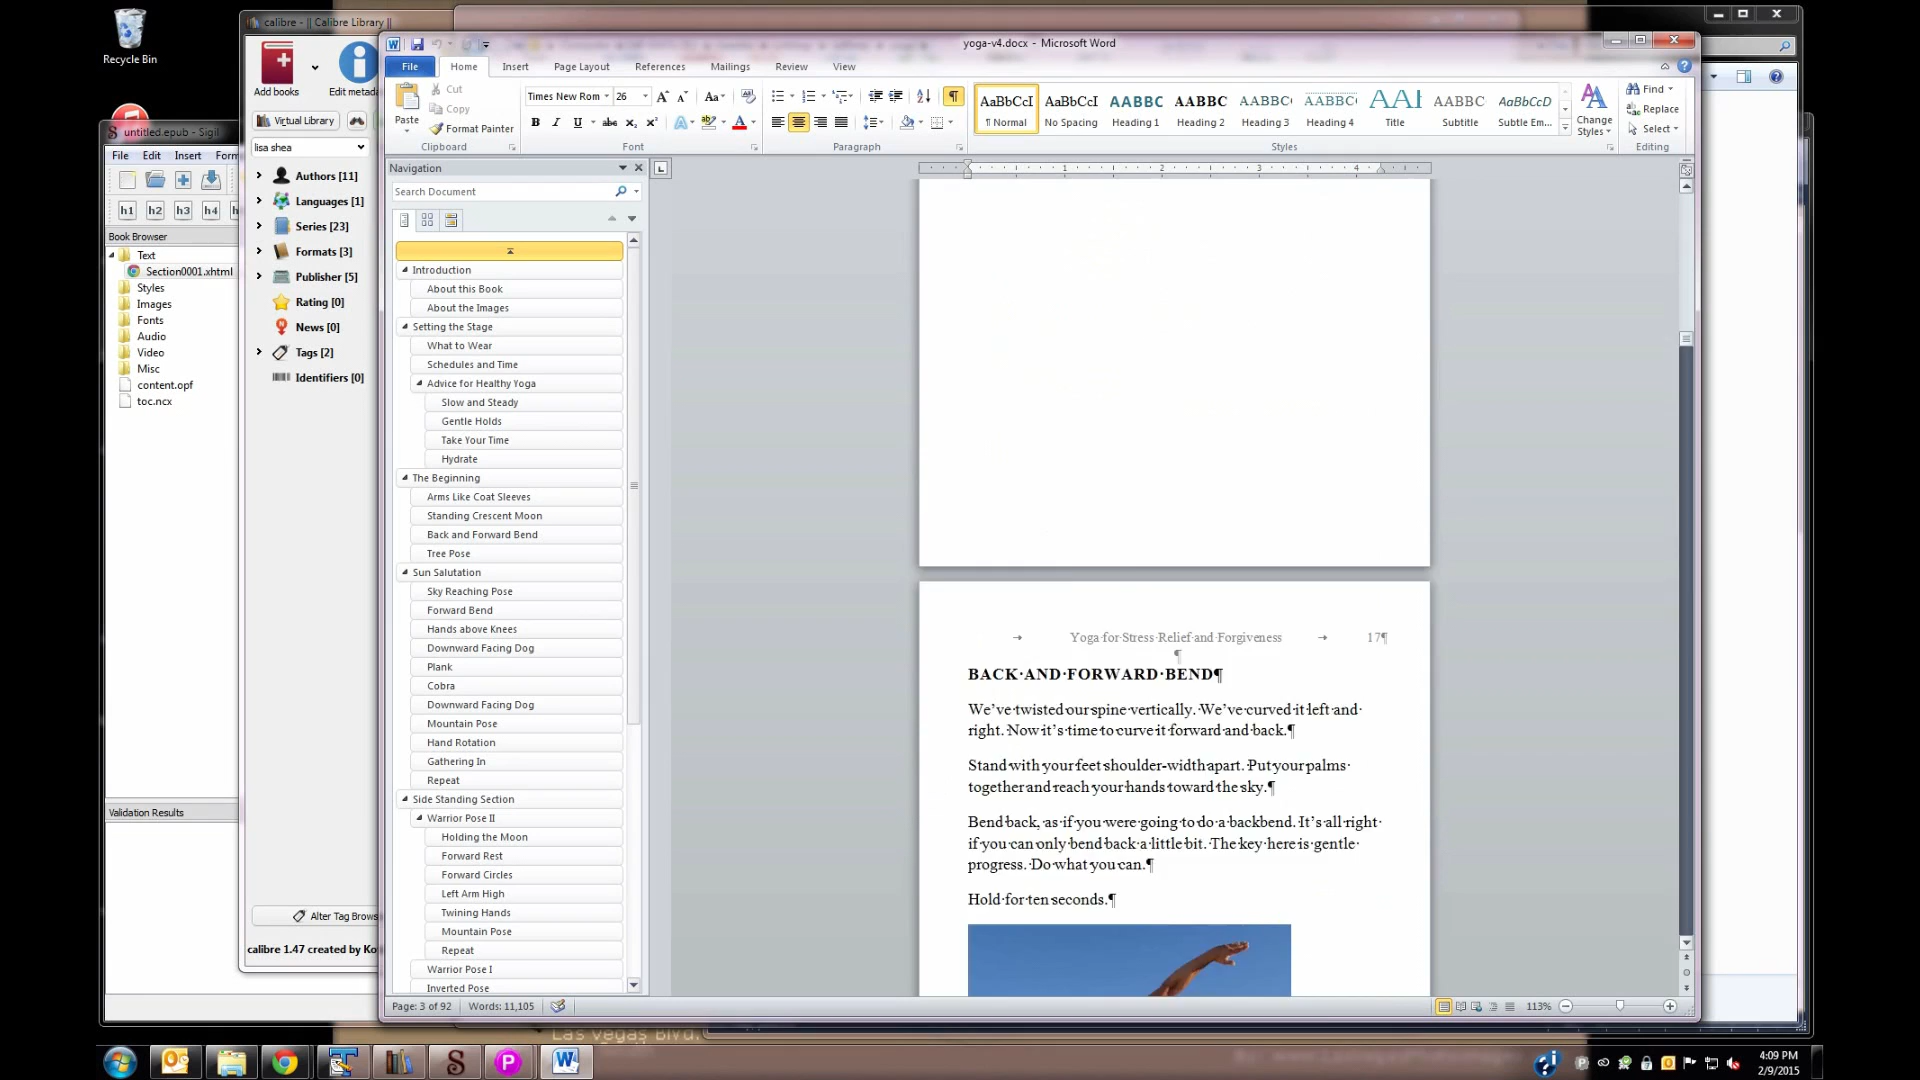 Recycle Bin
calibre - || Calibre Library ||
Add books
Edit metada
Virtual Library
lisa shea
Authors [11]
Languages [1]
Series [23]
Formats [3]
Publisher [5]
Rating [0]
News [0]
Tags [2]
Identifiers [0]
Alter Tag Brows
calibre 1.47 created by Ko
untitled.epub - Sigil
File Edit Insert Form
h1 h2 h3 h4 h
Book Browser
Text
Section0001.xhtml
Styles
Images
Fonts
Audio
Video
Misc
content.opf
toc.ncx
Validation Results
yoga-v4.docx - Microsoft Word
File Home Insert Page Layout References Mailings Review View
Paste
Cut
Copy
Format Painter
Clipboard
Times New Rom 26
Font
Paragraph
AaBbCcI AaBbCcI AABBC AABBC AABBC AABBC AAI AABBC AaBbCcD
¶ Normal No Spacing Heading 1 Heading 2 Heading 3 Heading 4 Title Subtitle Subtle Em...
Styles
Change Styles
Find
Replace
Select
Editing
Navigation
Search Document
Introduction
About this Book
About the Images
Setting the Stage
What to Wear
Schedules and Time
Advice for Healthy Yoga
Slow and Steady
Gentle Holds
Take Your Time
Hydrate
The Beginning
Arms Like Coat Sleeves
Standing Crescent Moon
Back and Forward Bend
Tree Pose
Sun Salutation
Sky Reaching Pose
Forward Bend
Hands above Knees
Downward Facing Dog
Plank
Cobra
Downward Facing Dog
Mountain Pose
Hand Rotation
Gathering In
Repeat
Side Standing Section
Warrior Pose II
Holding the Moon
Forward Rest
Forward Circles
Left Arm High
Twining Hands
Mountain Pose
Repeat
Warrior Pose I
Inverted Pose
1 2 3 4
→ Yoga·for·Stress·Relief·and·Forgiveness → 17¶
¶
BACK·AND·FORWARD·BEND¶
We’ve·twisted·our·spine·vertically.·We’ve·curved·it·left·and·
right.·Now·it’s·time·to·curve·it·forward·and·back.¶
Stand·with·your·feet·shoulder-width·apart.·Put·your·palms·
together·and·reach·your·hands·toward·the·sky.¶
Bend·back,·as·if·you·were·going·to·do·a·backbend.·It’s·all·right·
if·you·can·only·bend·back·a·little·bit.·The·key·here·is·gentle·
progress.·Do·what·you·can.¶
Hold·for·ten·seconds.¶
Page: 3 of 92 Words: 11,105
113%
Las Vegas Blvd.
4:09 PM
2/9/2015